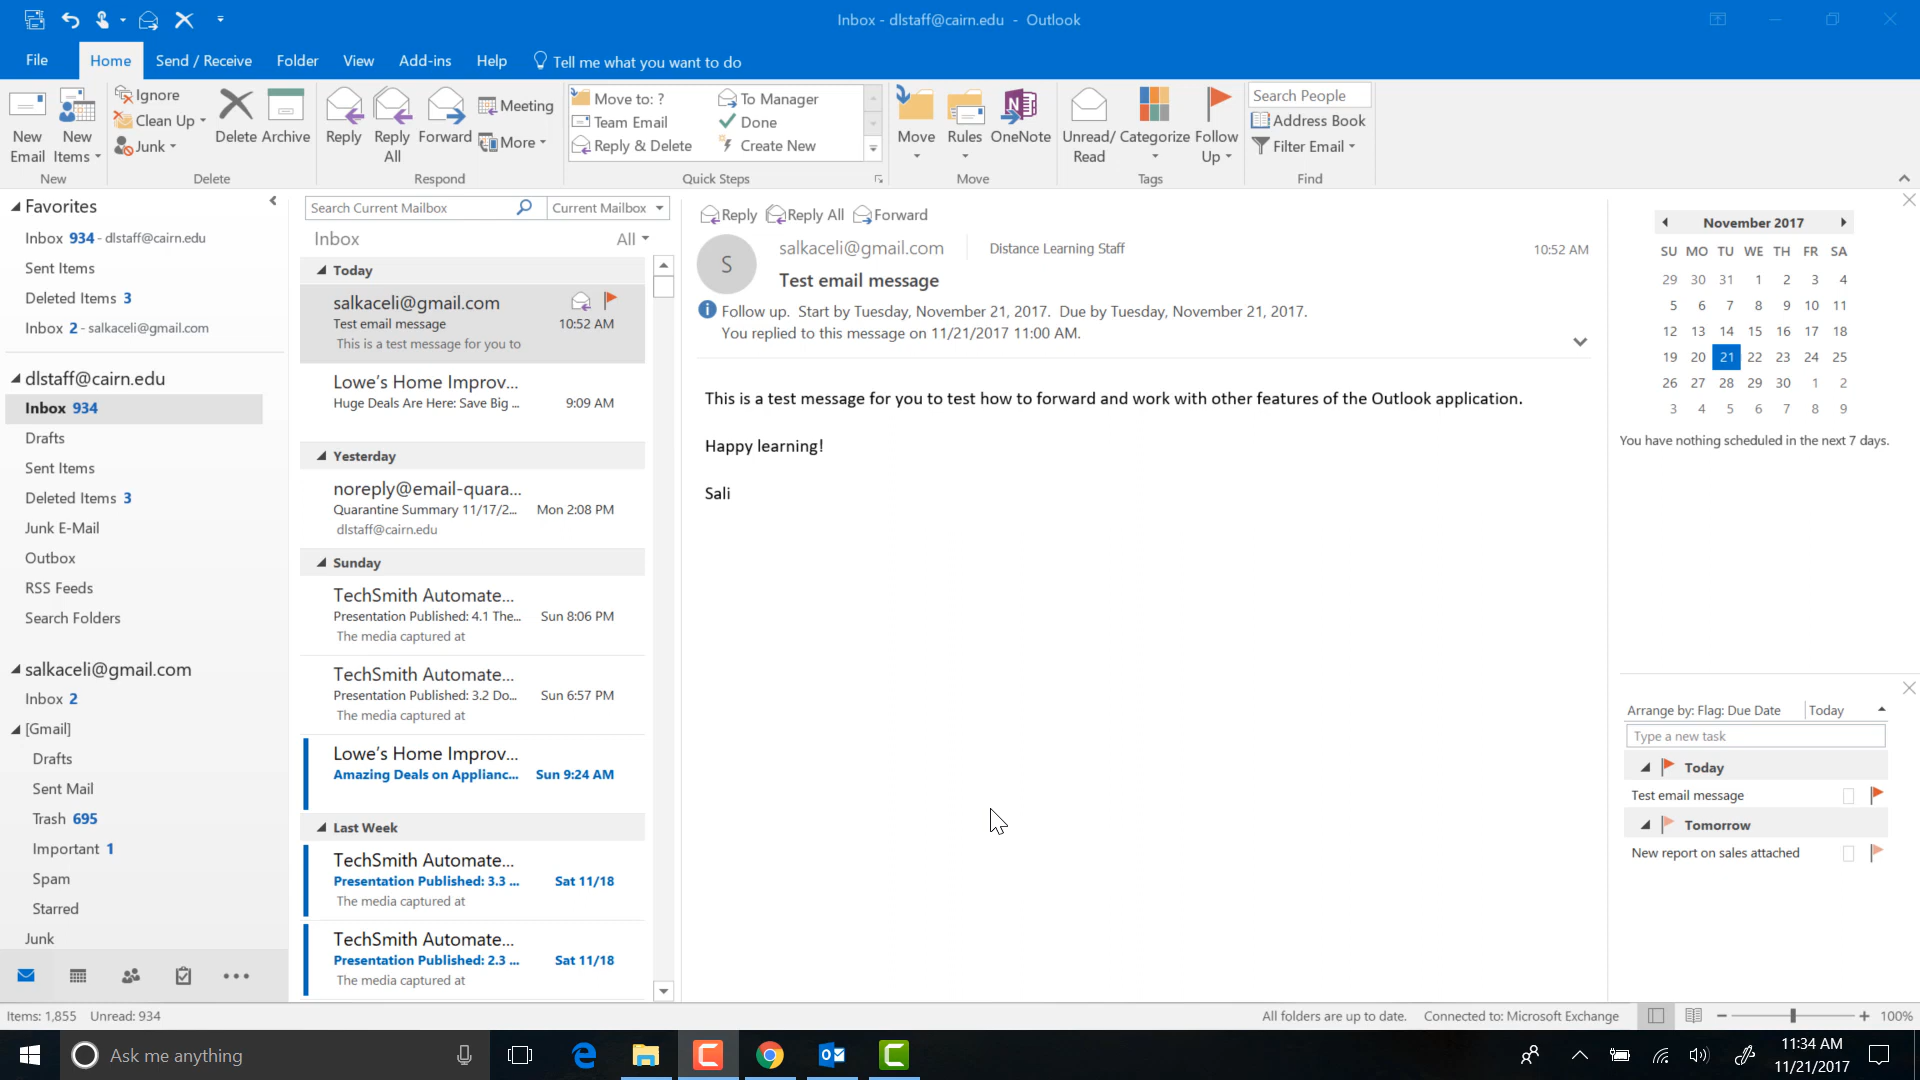 Inbox - dlstaff@cairn.edu - Outlook
File Home Send / Receive Folder View Add-ins Help Tell me what you want to do
New Email
New Items
New
Ignore
Clean Up
Junk
Delete
Archive
Delete
Reply
Reply All
Forward
Meeting
More
Respond
Move to: ?
Team Email
Reply & Delete
To Manager
Done
Create New
Quick Steps
Move
Rules
OneNote
Move
Unread/ Read
Categorize
Follow Up
Tags
Search People
Address Book
Filter Email
Find
Favorites
Inbox 934 - dlstaff@cairn.edu
Sent Items
Deleted Items 3
Inbox 2 - salkaceli@gmail.com
dlstaff@cairn.edu
Inbox 934
Drafts
Sent Items
Deleted Items 3
Junk E-Mail
Outbox
RSS Feeds
Search Folders
salkaceli@gmail.com
Inbox 2
[Gmail]
Drafts
Sent Mail
Trash 695
Important 1
Spam
Starred
Junk
Search Current Mailbox
Current Mailbox
Inbox All
Today
salkaceli@gmail.com
Test email message 10:52 AM
This is a test message for you to
Lowe's Home Improv...
Huge Deals Are Here: Save Big ... 9:09 AM
Yesterday
noreply@email-quara...
Quarantine Summary 11/17/2... Mon 2:08 PM
dlstaff@cairn.edu
Sunday
TechSmith Automate...
Presentation Published: 4.1 The... Sun 8:06 PM
The media captured at
TechSmith Automate...
Presentation Published: 3.2 Do... Sun 6:57 PM
The media captured at
Lowe's Home Improv...
Amazing Deals on Applianc... Sun 9:24 AM
Last Week
TechSmith Automate...
Presentation Published: 3.3 ... Sat 11/18
The media captured at
TechSmith Automate...
Presentation Published: 2.3 ... Sat 11/18
The media captured at
Reply Reply All Forward
S
salkaceli@gmail.com Distance Learning Staff 10:52 AM
Test email message
Follow up. Start by Tuesday, November 21, 2017. Due by Tuesday, November 21, 2017.
You replied to this message on 11/21/2017 11:00 AM.
This is a test message for you to test how to forward and work with other features of the Outlook application.
Happy learning!
Sali
November 2017
SU MO TU WE TH FR SA
29 30 31 1 2 3 4
5 6 7 8 9 10 11
12 13 14 15 16 17 18
19 20 21 22 23 24 25
26 27 28 29 30 1 2
3 4 5 6 7 8 9
You have nothing scheduled in the next 7 days.
Arrange by: Flag: Due Date Today
Type a new task
Today
Test email message
Tomorrow
New report on sales attached
Items: 1,855 Unread: 934
All folders are up to date. Connected to: Microsoft Exchange 100%
Ask me anything
11:34 AM
11/21/2017